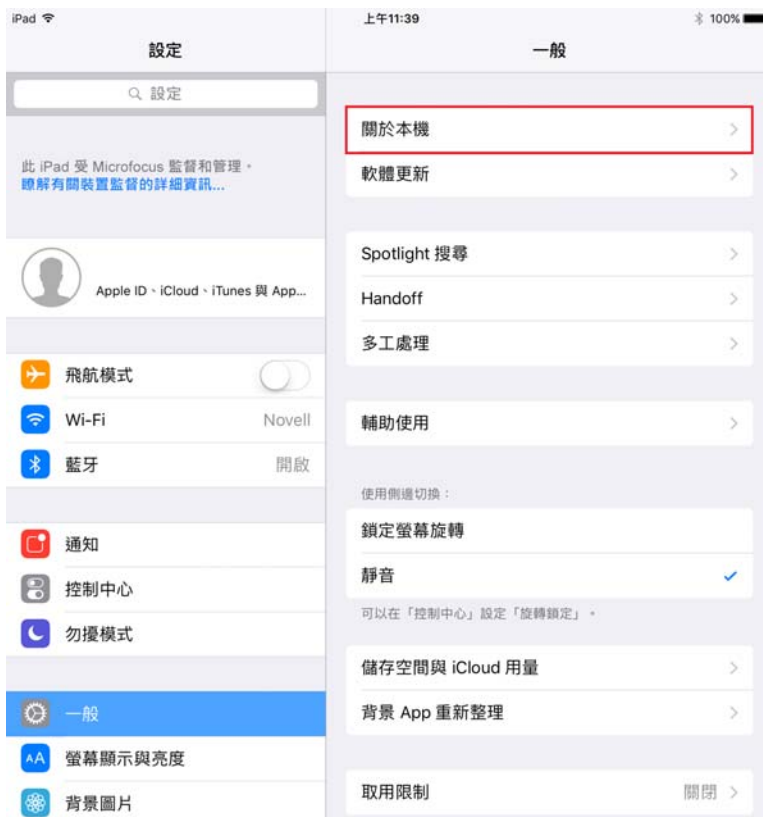 iPad
上午11:39
100%
設定
一般
設定
此 iPad 受 Microfocus 監督和管理。
瞭解有關裝置監督的詳細資訊...
Apple ID、iCloud、iTunes 與 App...
飛航模式
Wi-Fi
Novell
藍牙
開啟
通知
控制中心
勿擾模式
一般
AA
螢幕顯示與亮度
背景圖片
關於本機
軟體更新
Spotlight 搜尋
Handoff
多工處理
輔助使用
使用側邊切換：
鎖定螢幕旋轉
靜音
可以在「控制中心」設定「旋轉鎖定」。
儲存空間與 iCloud 用量
背景 App 重新整理
取用限制
關閉